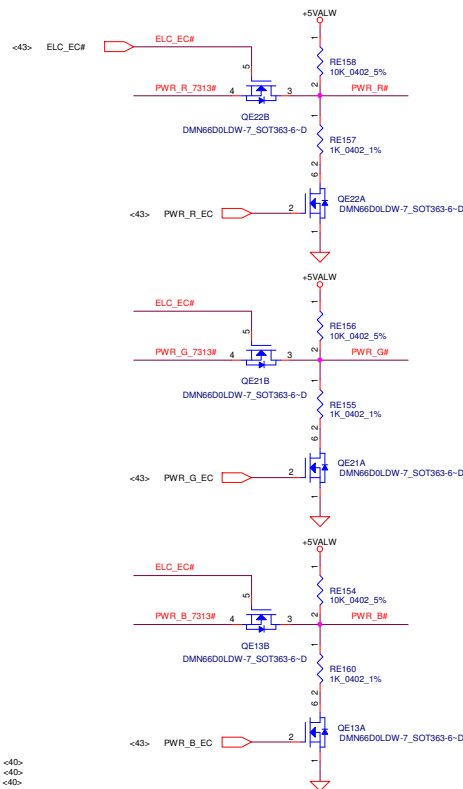 +5VALW
<43> ELC_EC#
ELC_EC#
5
1
RE158
10K_0402_5%
2
PWR_R_7313#
4
3
PWR_R#
QE22B
DMN66D0LDW-7_SOT363-6~D
1
RE157
1K_0402_1%
2
6
QE22A
DMN66D0LDW-7_SOT363-6~D
<43> PWR_R_EC
2
1
+5VALW
ELC_EC#
5
1
RE156
10K_0402_5%
2
PWR_G_7313#
4
3
PWR_G#
QE21B
DMN66D0LDW-7_SOT363-6~D
1
RE155
1K_0402_1%
2
6
QE21A
DMN66D0LDW-7_SOT363-6~D
<43> PWR_G_EC
2
1
+5VALW
ELC_EC#
5
1
RE154
10K_0402_5%
2
PWR_B_7313#
4
3
PWR_B#
QE13B
DMN66D0LDW-7_SOT363-6~D
1
RE160
1K_0402_1%
2
6
QE13A
DMN66D0LDW-7_SOT363-6~D
<43> PWR_B_EC
2
1
<40>
<40>
<40>